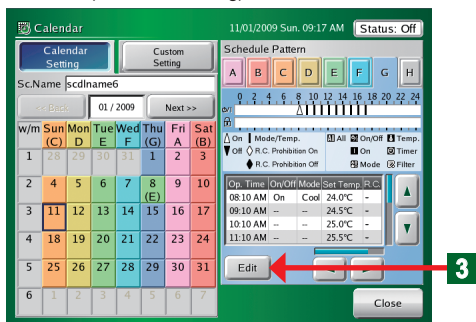 Calendar
11/01/2009 Sun. 09:17 AM
Status: Off
Calendar Setting
Custom Setting
Sc.Name scdlname6
<< Back
01 / 2009
Next >>
w/m Sun (C) Mon D Tue E Wed F Thu (G) Fri A Sat (B)
1 28 29 30 31 1 2 3
2 4 5 6 7 8 (E) 9 10
3 11 12 13 14 15 16 17
4 18 19 20 21 22 23 24
5 25 26 27 28 29 30 31
6 1 2 3 4 5 6 7
Schedule Pattern
A B C D E F G H
0 2 4 6 8 10 12 14 16 18 20 22 24
On Mode/Temp. All On/Off Temp.
Off R.C. Prohibition Off On Timer
R.C. Prohibition On Mode Filter
Op. Time On/Off Mode Set Temp. R.C.
08:10 AM On Cool 24.0°C -
09:10 AM -- -- 24.5°C -
10:10 AM -- -- 25.0°C -
11:10 AM -- -- 25.5°C -
Edit
3
Close